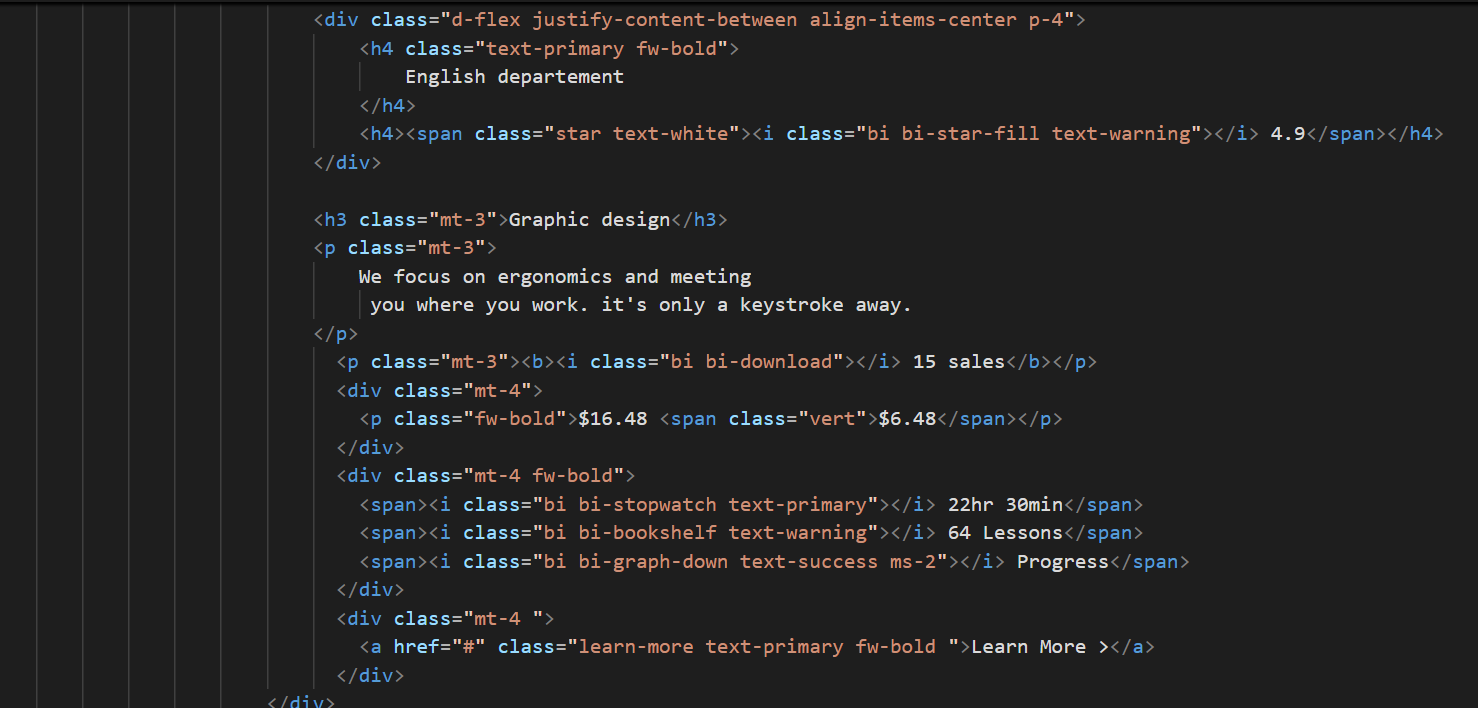 <div class="d-flex justify-content-between align-items-center p-4">
<h4 class="text-primary fw-bold">
English departement
</h4>
<h4><span class="star text-white"><i class="bi bi-star-fill text-warning"></i> 4.9</span></h4>
</div>
<h3 class="mt-3">Graphic design</h3>
<p class="mt-3">
We focus on ergonomics and meeting
you where you work. it's only a keystroke away.
</p>
<p class="mt-3"><b><i class="bi bi-download"></i> 15 sales</b></p>
<div class="mt-4">
<p class="fw-bold">$16.48 <span class="vert">$6.48</span></p>
</div>
<div class="mt-4 fw-bold">
<span><i class="bi bi-stopwatch text-primary"></i> 22hr 30min</span>
<span><i class="bi bi-bookshelf text-warning"></i> 64 Lessons</span>
<span><i class="bi bi-graph-down text-success ms-2"></i> Progress</span>
</div>
<div class="mt-4 ">
<a href="#" class="learn-more text-primary fw-bold ">Learn More ></a>
</div>
</div>